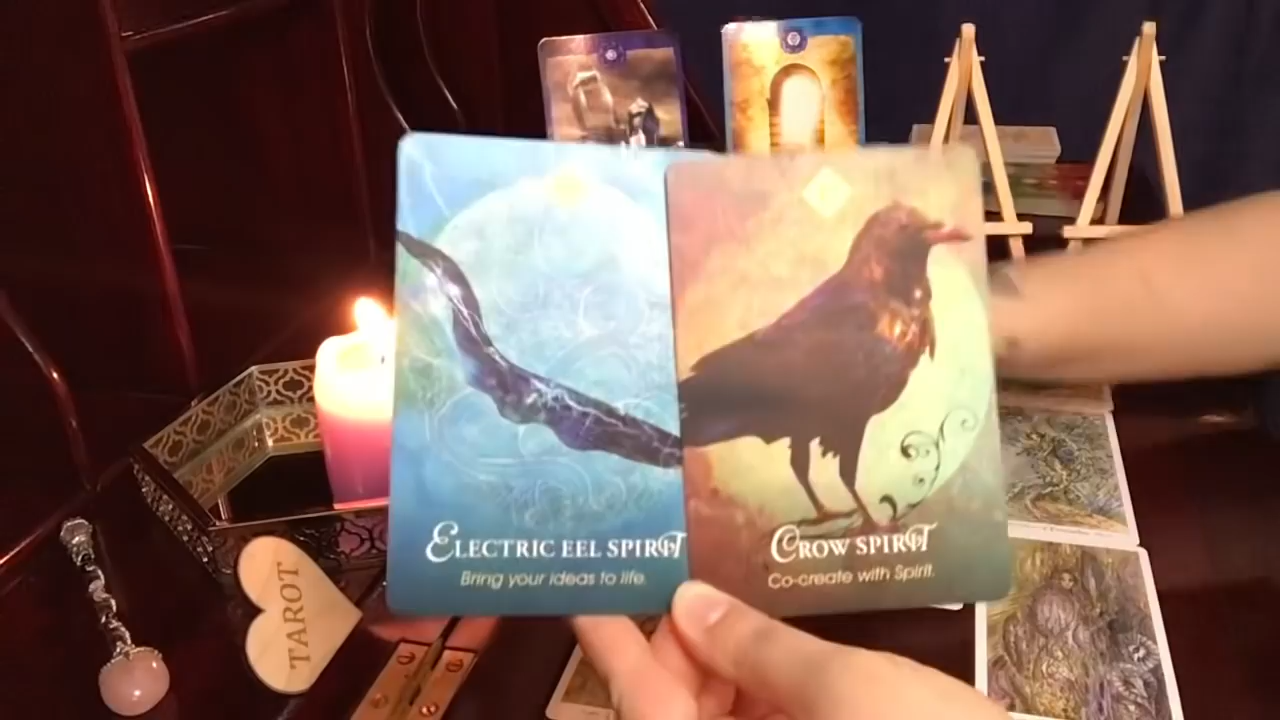 ELECTRIC EEL SPIRIT
Bring your ideas to life.
CROW SPIRIT
Co-create with Spirit.
TAROT